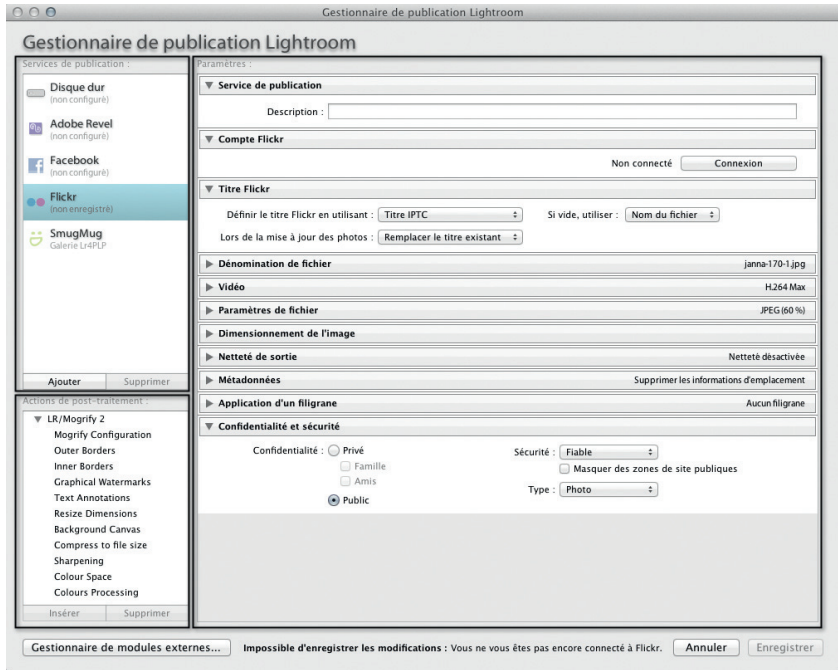 Gestionnaire de publication Lightroom
Gestionnaire de publication Lightroom
Services de publication :
Disque dur
(non configuré)
Adobe Revel
(non configuré)
Facebook
(non configuré)
Flickr
(non enregistré)
SmugMug
Galerie Lr4PLP
Ajouter Supprimer
Actions de post-traitement :
LR/Mogrify 2
Mogrify Configuration
Outer Borders
Inner Borders
Graphical Watermarks
Text Annotations
Resize Dimensions
Background Canvas
Compress to file size
Sharpening
Colour Space
Colours Processing
Insérer Supprimer
Paramètres :
Service de publication
Description :
Compte Flickr
Non connecté Connexion
Titre Flickr
Définir le titre Flickr en utilisant : Titre IPTC Si vide, utiliser : Nom du fichier
Lors de la mise à jour des photos : Remplacer le titre existant
Dénomination de fichier janna-170-1.jpg
Vidéo H.264 Max
Paramètres de fichier JPEG (60 %)
Dimensionnement de l'image
Netteté de sortie Netteté désactivée
Métadonnées Supprimer les informations d'emplacement
Application d'un filigrane Aucun filigrane
Confidentialité et sécurité
Confidentialité : Privé Sécurité : Fiable
Famille Masquer des zones de site publiques
Amis Type : Photo
Public
Gestionnaire de modules externes... Impossible d'enregistrer les modifications : Vous ne vous êtes pas encore connecté à Flickr. Annuler Enregistrer